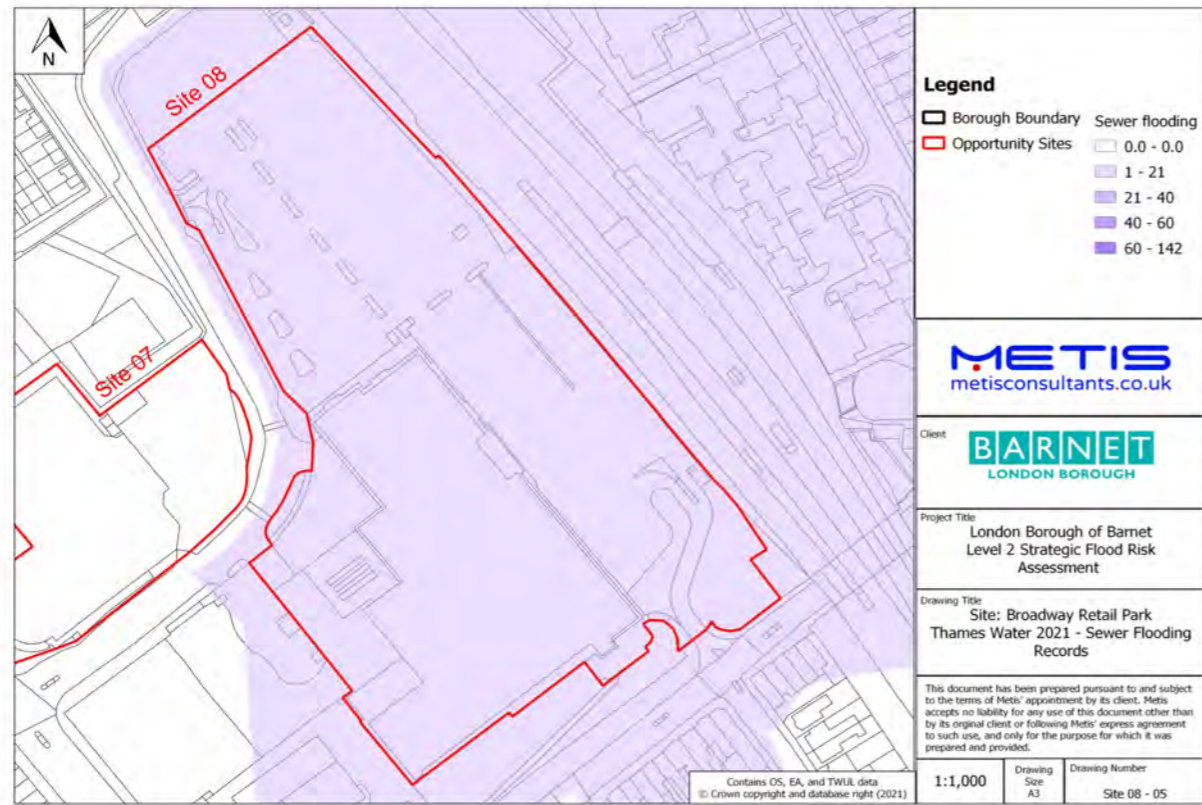 N
Site 08
Site 07
Legend
Borough Boundary
Opportunity Sites
Sewer flooding
0.0 - 0.0
1 - 21
21 - 40
40 - 60
60 - 142
METIS
metisconsultants.co.uk
Client
BARNET
LONDON BOROUGH
Project Title
London Borough of Barnet
Level 2 Strategic Flood Risk
Assessment
Drawing Title
Site: Broadway Retail Park
Thames Water 2021 - Sewer Flooding
Records
This document has been prepared pursuant to and subject
to the terms of Metis' appointment by its client. Metis
accepts no liability for any use of this document other than
by its orginal client or following Metis' express agreement
to such use, and only for the purpose for which it was
prepared and provided.
Contains OS, EA, and TWUL data
© Crown copyright and database right (2021)
1:1,000
Drawing
Size
A3
Drawing Number
Site 08 - 05